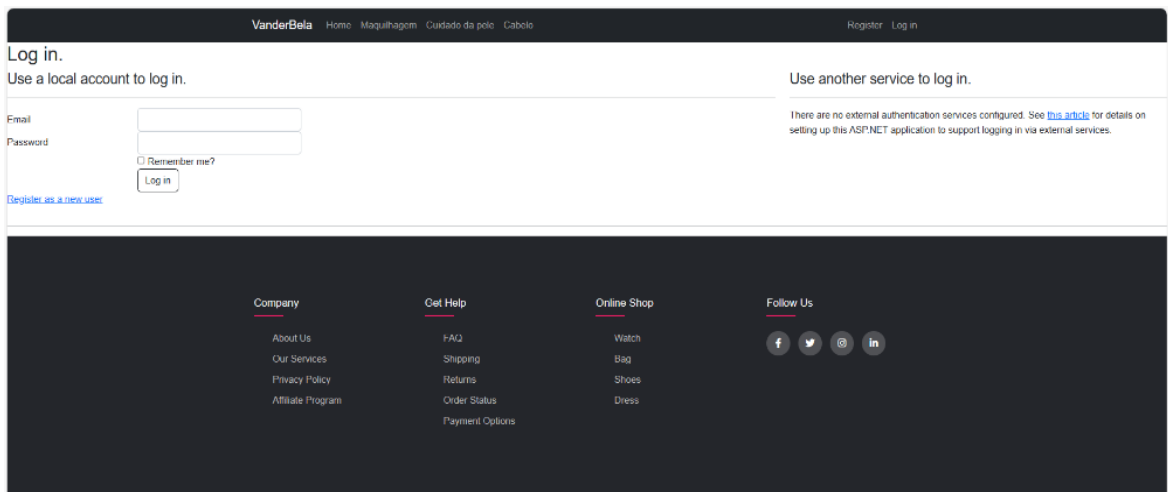 VanderBela Home Maquilhagem Cuidado da pele Cabelo Register Log in
Log in.
Use a local account to log in.
Email
Password
Remember me?
Log in
Register as a new user
Use another service to log in.
There are no external authentication services configured. See this article for details on
setting up this ASP.NET application to support logging in via external services.
Company
About Us
Our Services
Privacy Policy
Affiliate Program
Get Help
FAQ
Shipping
Returns
Order Status
Payment Options
Online Shop
Watch
Bag
Shoes
Dress
Follow Us